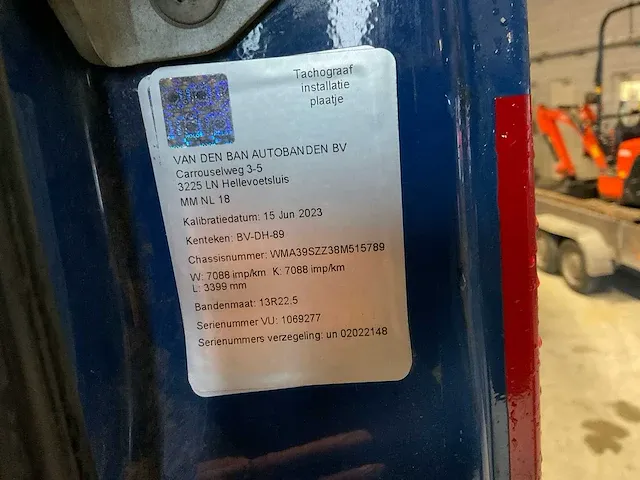 Tachograaf
installatie
plaatje
VAN DEN BAN AUTOBANDEN BV
Carrouselweg 3-5
3225 LN Hellevoetsluis
MM NL 18
Kalibratiedatum: 15 Jun 2023
Kenteken: BV-DH-89
Chassisnummer: WMA39SZZ38M515789
W: 7088 imp/km K: 7088 imp/km
L: 3399 mm
Bandenmaat: 13R22.5
Serienummer VU: 1069277
Serienummers verzegeling: un 02022148